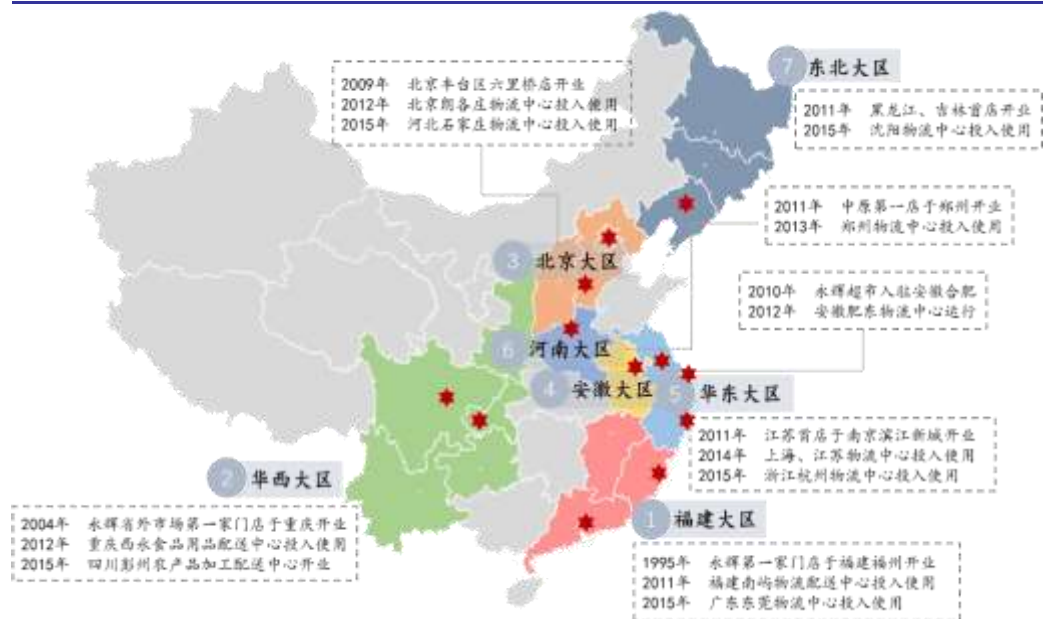 7 东北大区
2011年 黑龙江、吉林首店开业
2015年 沈阳物流中心投入使用
2009年 北京丰台区六里桥店开业
2012年 北京朗各庄物流中心投入使用
2015年 河北石家庄物流中心投入使用
2011年 中原第一店于郑州开业
2013年 郑州物流中心投入使用
3 北京大区
2010年 永辉超市入驻安徽合肥
2012年 安徽肥东物流中心运行
6 河南大区
4 安徽大区
5 华东大区
2011年 江苏首店于南京滨江新城开业
2014年 上海、江苏物流中心投入使用
2015年 浙江杭州物流中心投入使用
2 华西大区
2004年 永辉省外市场第一家门店于重庆开业
2012年 重庆西永食品用品配送中心投入使用
2015年 四川彭州农产品加工配送中心开业
1 福建大区
1995年 永辉第一家门店于福建福州开业
2011年 福建南屿物流配送中心投入使用
2015年 广东东莞物流中心投入使用